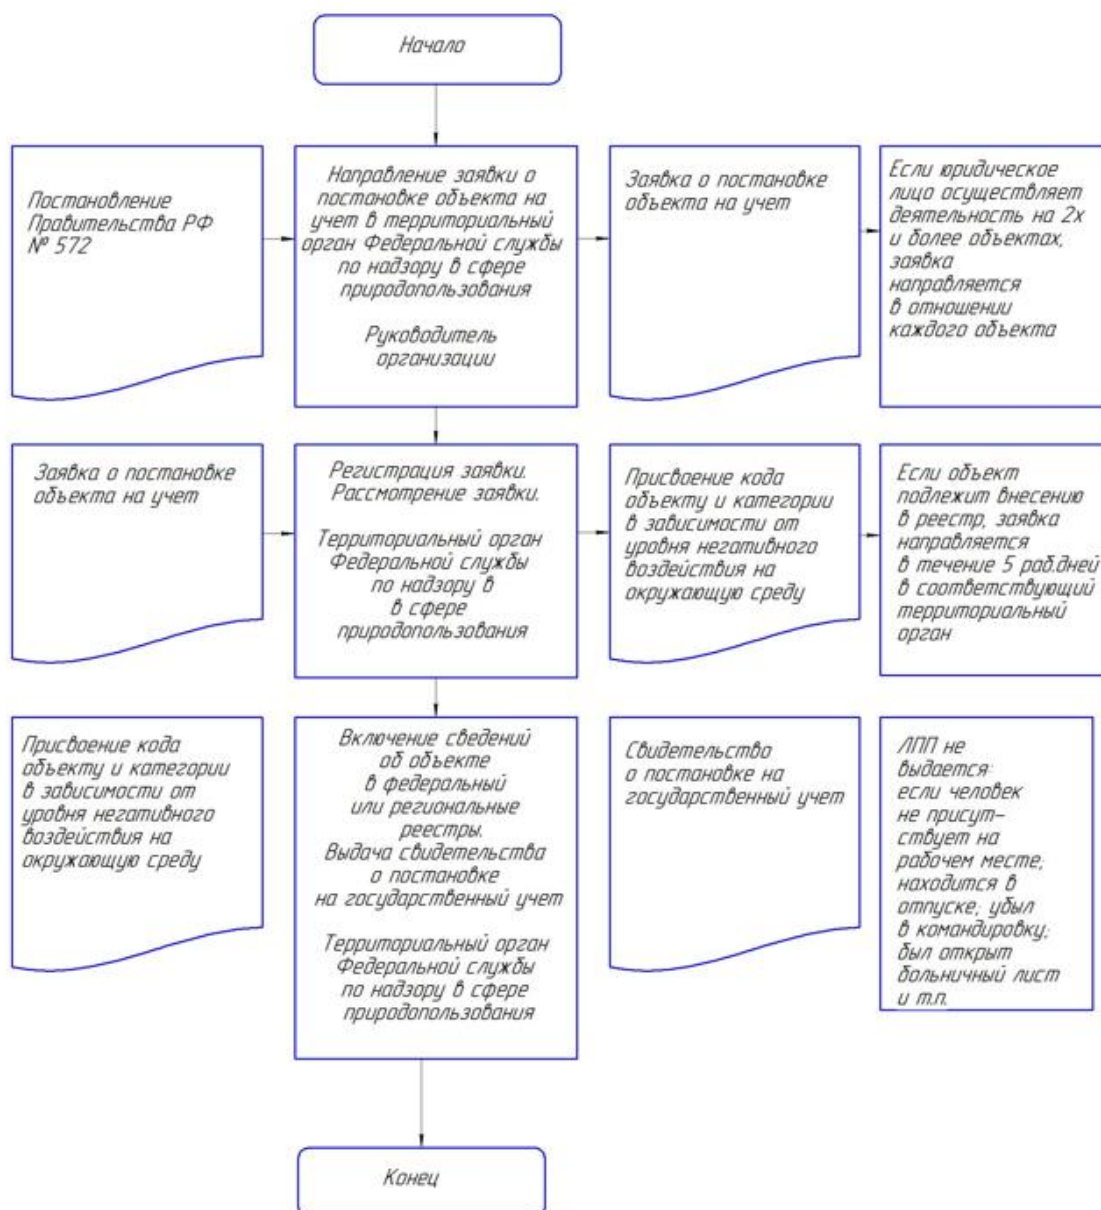 Начало
Постановление
Правительства РФ
№ 572
Направление заявки о
постановке объекта на
учет в территориальный
орган Федеральной службы
по надзору в сфере
природопользования
Руководитель
организации
Заявка о постановке
объекта на учет
Если юридическое
лицо осуществляет
деятельность на 2х
и более объектах,
заявка
направляется
в отношении
каждого объекта
Заявка о постановке
объекта на учет
Регистрация заявки.
Рассмотрение заявки.
Территориальный орган
Федеральной службы
по надзору в
в сфере
природопользования
Присвоение кода
объекту и категории
в зависимости от
уровня негативного
воздействия на
окружающую среду
Если объект
подлежит внесению
в реестр, заявка
направляется
в течение 5 раб.дней
в соответствующий
территориальный
орган
Присвоение кода
объекту и категории
в зависимости от
уровня негативного
воздействия на
окружающую среду
Включение сведений
об объекте
в федеральный
или региональные
реестры.
Выдача свидетельства
о постановке
на государственный учет
Территориальный орган
Федеральной службы
по надзору в сфере
природопользования
Свидетельство
о постановке на
государственный учет
ЛПП не
выдается:
если человек
не присут-
ствует на
рабочем месте;
находится в
отпуске; убыл
в командировку;
был открыт
больничный лист
и т.п.
Конец